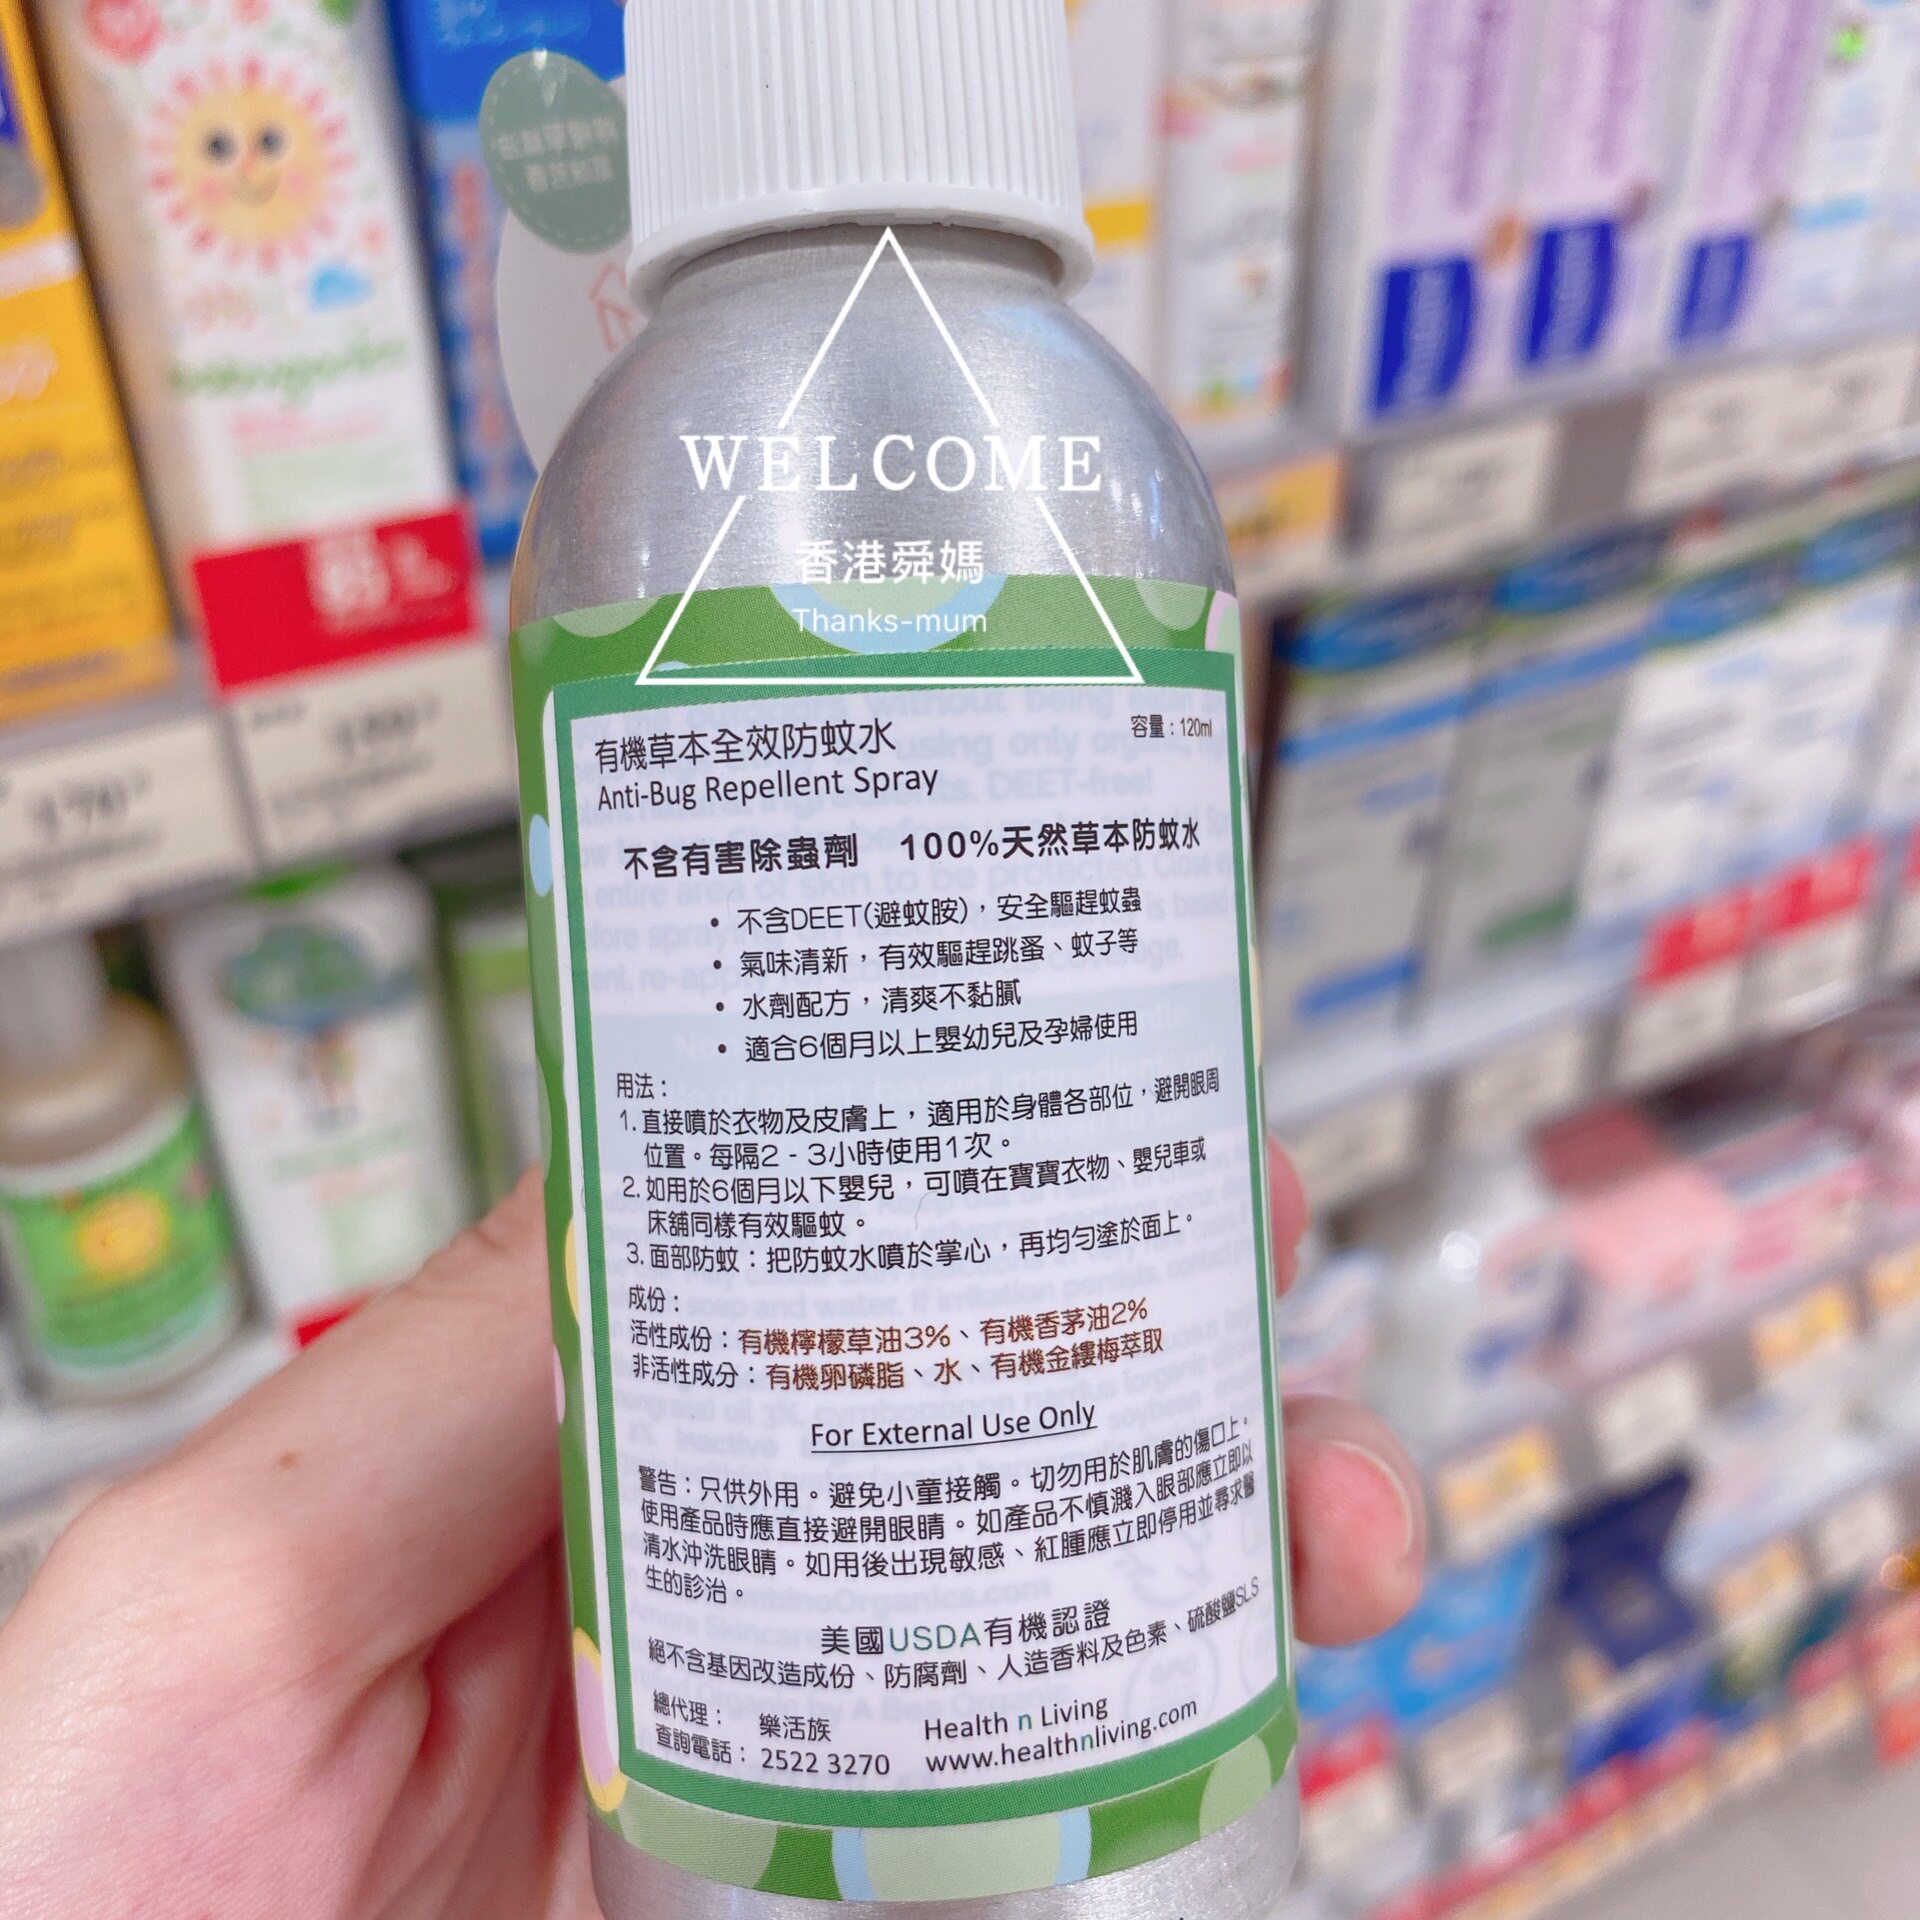 WELCOME
香港舜媽
Thanks-mum
有機草本全效防蚊水
容量：120ml
Anti-Bug Repellent Spray
不含有害除蟲劑 100%天然草本防蚊水
• 不含DEET(避蚊胺)，安全驅趕蚊蟲
• 氣味清新，有效驅趕跳蚤、蚊子等
• 水劑配方，清爽不黏膩
• 適合6個月以上嬰幼兒及孕婦使用
用法：
1. 直接噴於衣物及皮膚上，適用於身體各部位，避開眼周
位置。每隔2 - 3小時使用1次。
2. 如用於6個月以下嬰兒，可噴在寶寶衣物、嬰兒車或
床舖同樣有效驅蚊。
3. 面部防蚊：把防蚊水噴於掌心，再均勻塗於面上。
成份：
活性成份：有機檸檬草油3%、有機香茅油2%
非活性成分：有機卵磷脂、水、有機金縷梅萃取
For External Use Only
警告：只供外用。避免小童接觸。切勿用於肌膚的傷口上。
使用產品時應直接避開眼睛。如產品不慎濺入眼部應立即以
清水沖洗眼睛。如用後出現敏感、紅腫應立即停用並尋求醫
生的診治。
美國USDA有機認證
絕不含基因改造成份、防腐劑、人造香料及色素、硫酸鹽SLS
總代理： 樂活族 Health n Living
查詢電話： 2522 3270 www.healthnliving.com